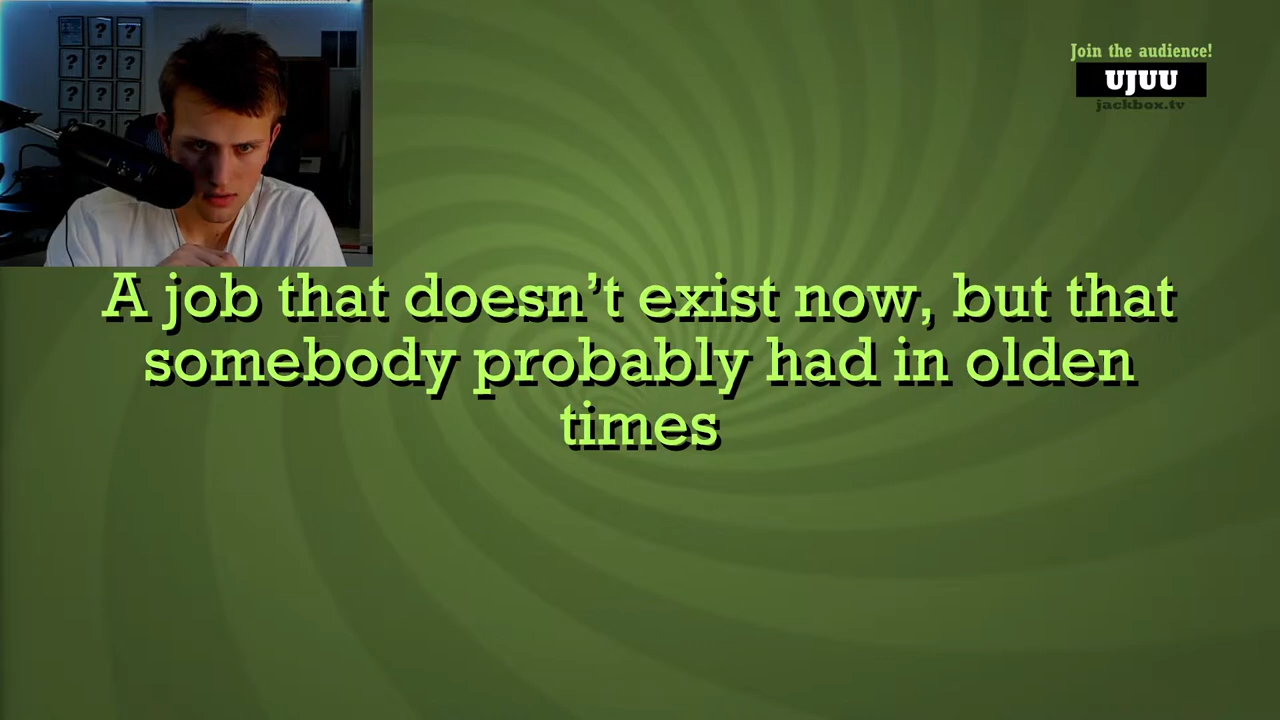 Join the audience!
UJUU
jackbox.tv
? ?
? ? ?
? ? ?
A job that doesn't exist now, but that
somebody probably had in olden
times